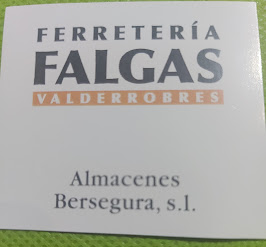 FERRETERÍA
FALGAS
VALDERROBRES
Almacenes
Bersegura, s.l.